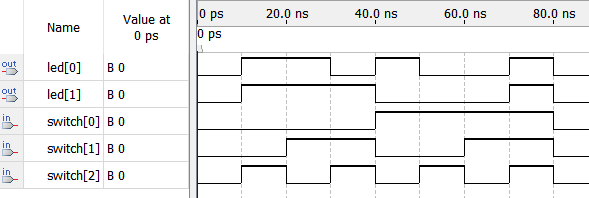 Name
Value at
0 ps
0 ps
20.0 ns
40.0 ns
60.0 ns
80.0 ns
0 ps
out led[0] B 0
out led[1] B 0
in switch[0] B 0
in switch[1] B 0
in switch[2] B 0